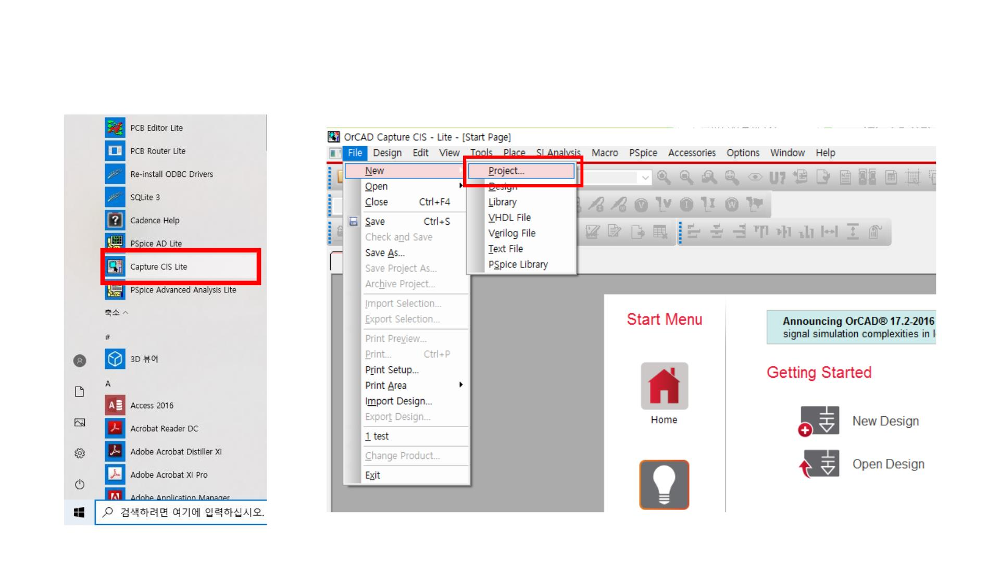 PCB Editor Lite
PCB Router Lite
Re-install ODBC Drivers
SQLite 3
Cadence Help
PSpice AD Lite
Capture CIS Lite
PSpice Advanced Analysis Lite
축소
#
3D 뷰어
A
Access 2016
Acrobat Reader DC
Adobe Acrobat Distiller XI
Adobe Acrobat XI Pro
Adobe Application Manager
검색하려면 여기에 입력하십시오.
OrCAD Capture CIS - Lite - [Start Page]
File Design Edit View Tools Place SI Analysis Macro PSpice Accessories Options Window Help
New
Open
Close Ctrl+F4
Save Ctrl+S
Check and Save
Save As...
Save Project As...
Archive Project...
Import Selection...
Export Selection...
Print Preview...
Print... Ctrl+P
Print Setup...
Print Area
Import Design...
Export Design...
1 test
Change Product...
Exit
Project...
Design
Library
VHDL File
Verilog File
Text File
PSpice Library
U?
Start Menu
Home
Announcing OrCAD® 17.2-2016
signal simulation complexities in
Getting Started
New Design
Open Design